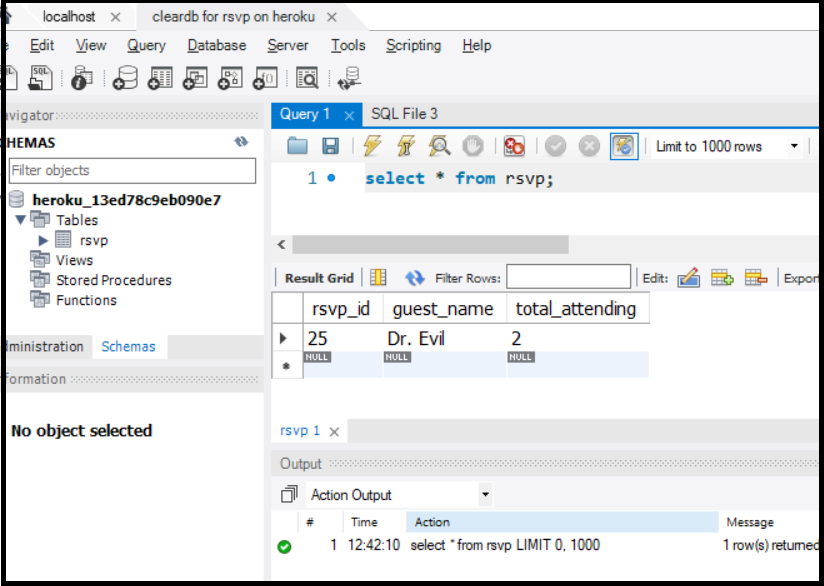 localhost × cleardb for rsvp on heroku ×
Edit View Query Database Server Tools Scripting Help
SQL
avigator
Query 1 × SQL File 3
HEMAS
Filter objects
Limit to 1000 rows
1 select * from rsvp;
heroku_13ed78c9eb090e7
Tables
rsvp
Views
Stored Procedures
Functions
Result Grid Filter Rows: Edit: Export
rsvp_id guest_name total_attending
25 Dr. Evil 2
NULL NULL NULL
dministration Schemas
formation
No object selected
rsvp 1 ×
Output
Action Output
# Time Action Message
1 12:42:10 select * from rsvp LIMIT 0, 1000 1 row(s) returned